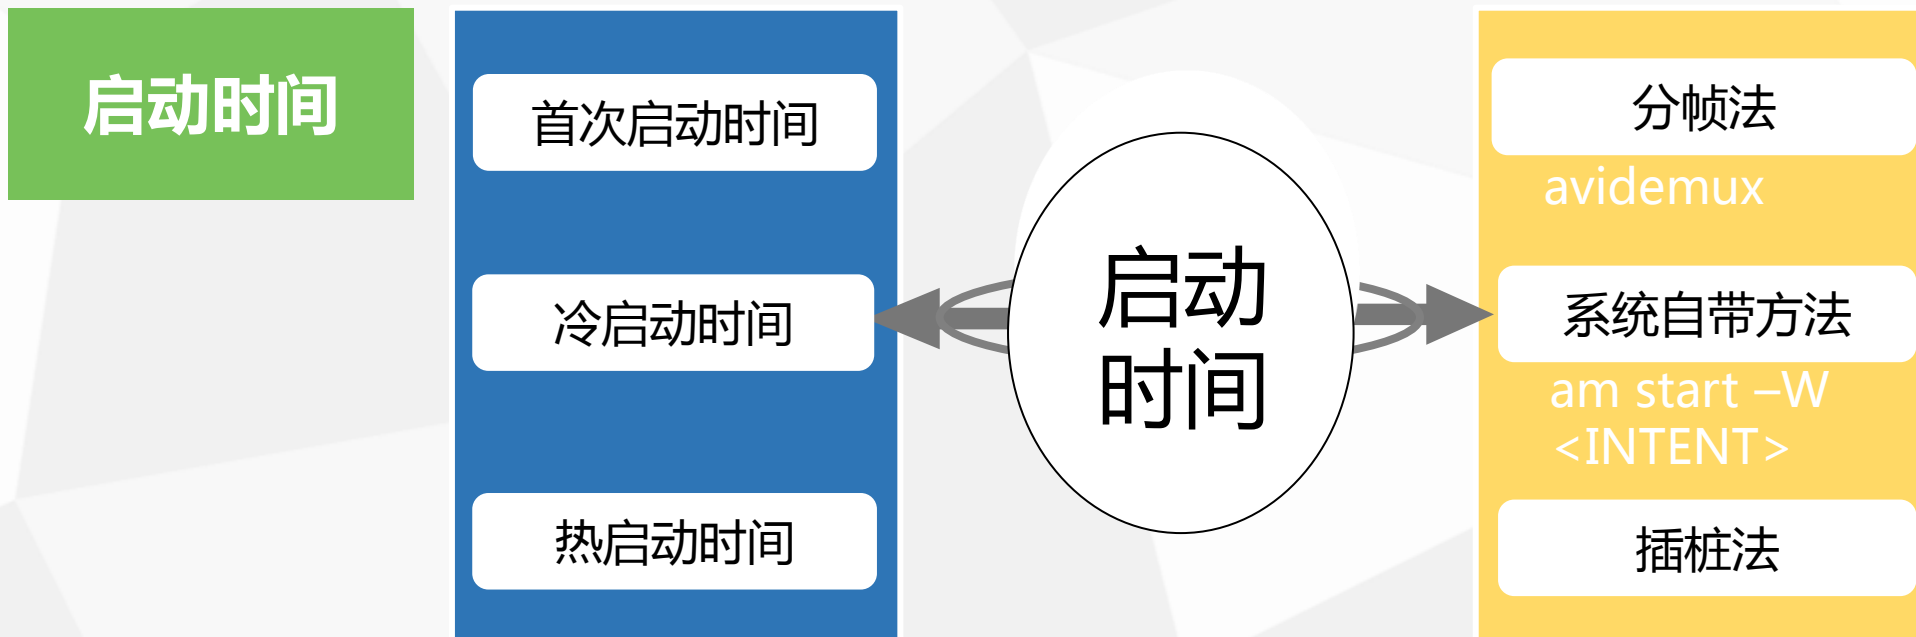 启动时间
首次启动时间
冷启动时间
热启动时间
启动
时间
分帧法
avidemux
系统自带方法
am start –W
<INTENT>
插桩法